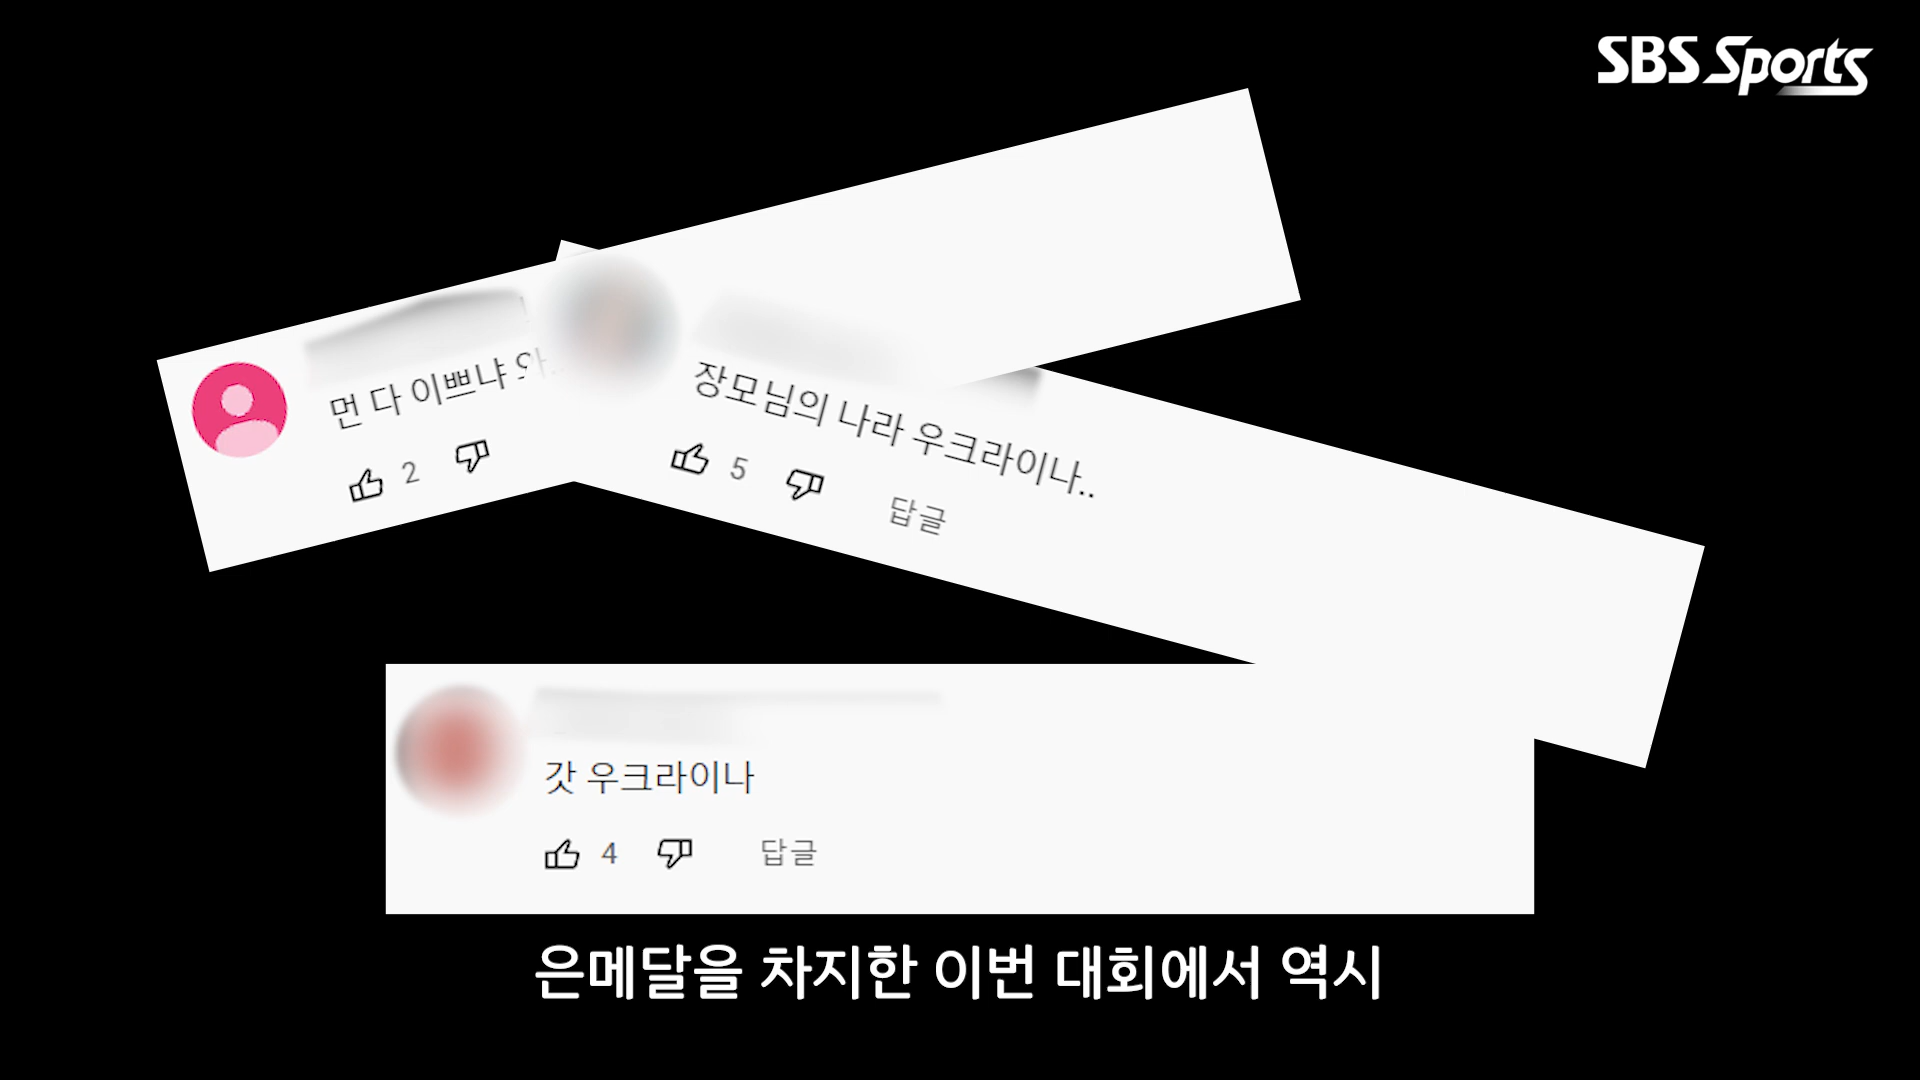 SBS Sports
먼 다 이쁘냐 와..
2
장모님의 나라 우크라이나..
5 답글
갓 우크라이나
4 답글
은메달을 차지한 이번 대회에서 역시